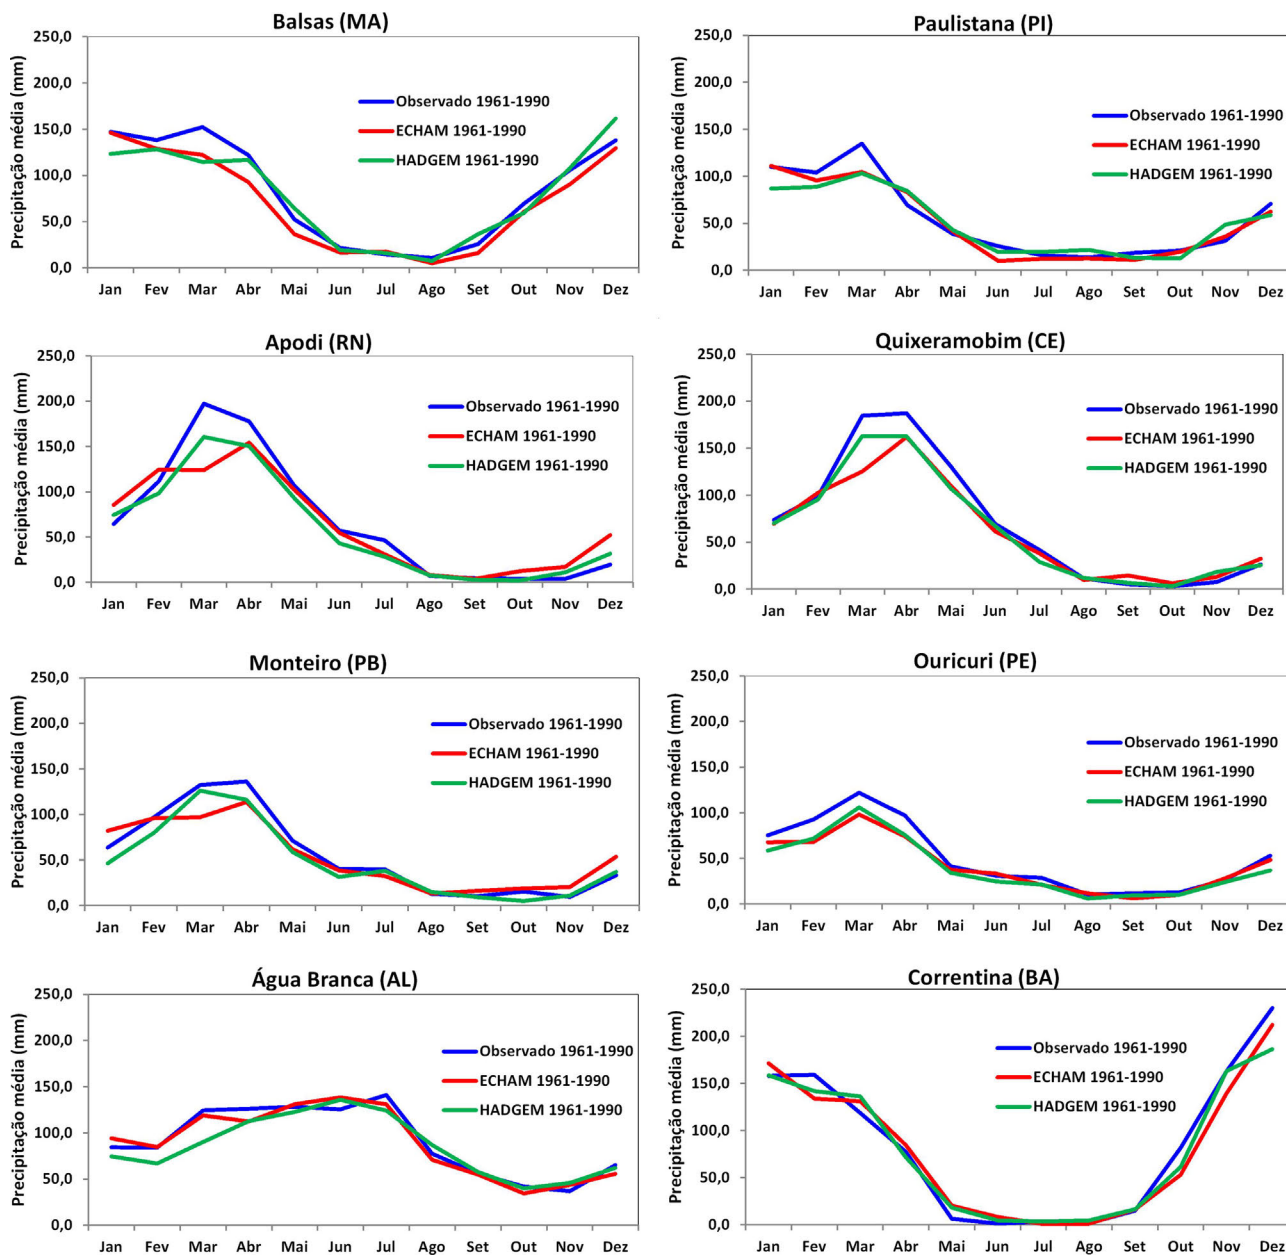 Balsas (MA)
Precipitação média (mm)
250,0
200,0
150,0
100,0
50,0
0,0
Observado 1961-1990
ECHAM 1961-1990
HADGEM 1961-1990
Jan Fev Mar Abr Mai Jun Jul Ago Set Out Nov Dez
Paulistana (PI)
Precipitação média (mm)
250,0
200,0
150,0
100,0
50,0
0,0
Observado 1961-1990
ECHAM 1961-1990
HADGEM 1961-1990
Jan Fev Mar Abr Mai Jun Jul Ago Set Out Nov Dez
Apodi (RN)
Precipitação média (mm)
250,0
200,0
150,0
100,0
50,0
0,0
Observado 1961-1990
ECHAM 1961-1990
HADGEM 1961-1990
Jan Fev Mar Abr Mai Jun Jul Ago Set Out Nov Dez
Quixeramobim (CE)
Precipitação média (mm)
250,0
200,0
150,0
100,0
50,0
0,0
Observado 1961-1990
ECHAM 1961-1990
HADGEM 1961-1990
Jan Fev Mar Abr Mai Jun Jul Ago Set Out Nov Dez
Monteiro (PB)
Precipitação média (mm)
250,0
200,0
150,0
100,0
50,0
0,0
Observado 1961-1990
ECHAM 1961-1990
HADGEM 1961-1990
Jan Fev Mar Abr Mai Jun Jul Ago Set Out Nov Dez
Ouricuri (PE)
Precipitação média (mm)
250,0
200,0
150,0
100,0
50,0
0,0
Observado 1961-1990
ECHAM 1961-1990
HADGEM 1961-1990
Jan Fev Mar Abr Mai Jun Jul Ago Set Out Nov Dez
Água Branca (AL)
Precipitação média (mm)
250,0
200,0
150,0
100,0
50,0
0,0
Observado 1961-1990
ECHAM 1961-1990
HADGEM 1961-1990
Jan Fev Mar Abr Mai Jun Jul Ago Set Out Nov Dez
Correntina (BA)
Precipitação média (mm)
250,0
200,0
150,0
100,0
50,0
0,0
Observado 1961-1990
ECHAM 1961-1990
HADGEM 1961-1990
Jan Fev Mar Abr Mai Jun Jul Ago Set Out Nov Dez